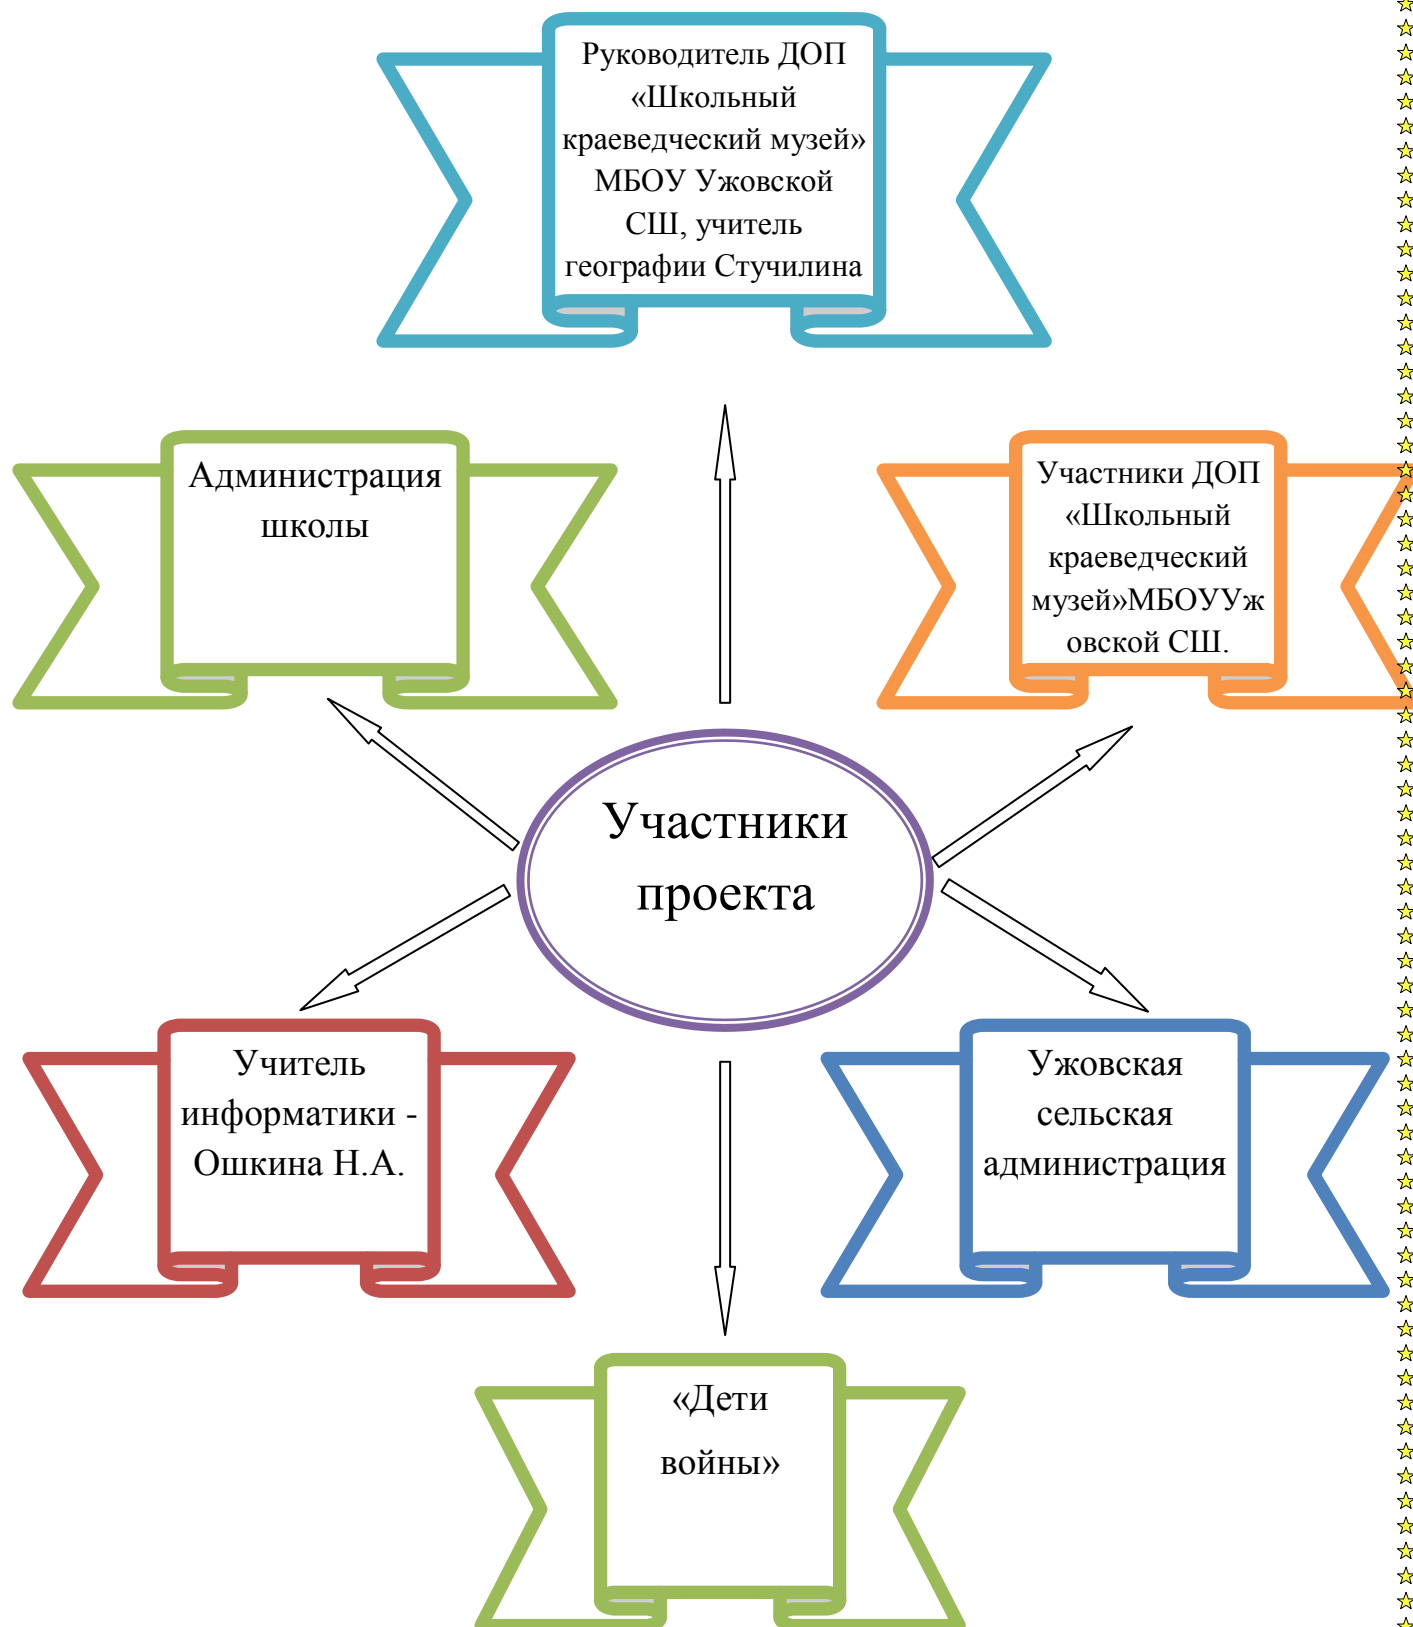 Руководитель ДОП
«Школьный
краеведческий музей»
МБОУ Ужовской
СШ, учитель
географии Стучилина
Администрация
школы
Участники ДОП
«Школьный
краеведческий
музей»МБОУУж
овской СШ.
Участники
проекта
Учитель
информатики -
Ошкина Н.А.
Ужовская
сельская
администрация
«Дети
войны»